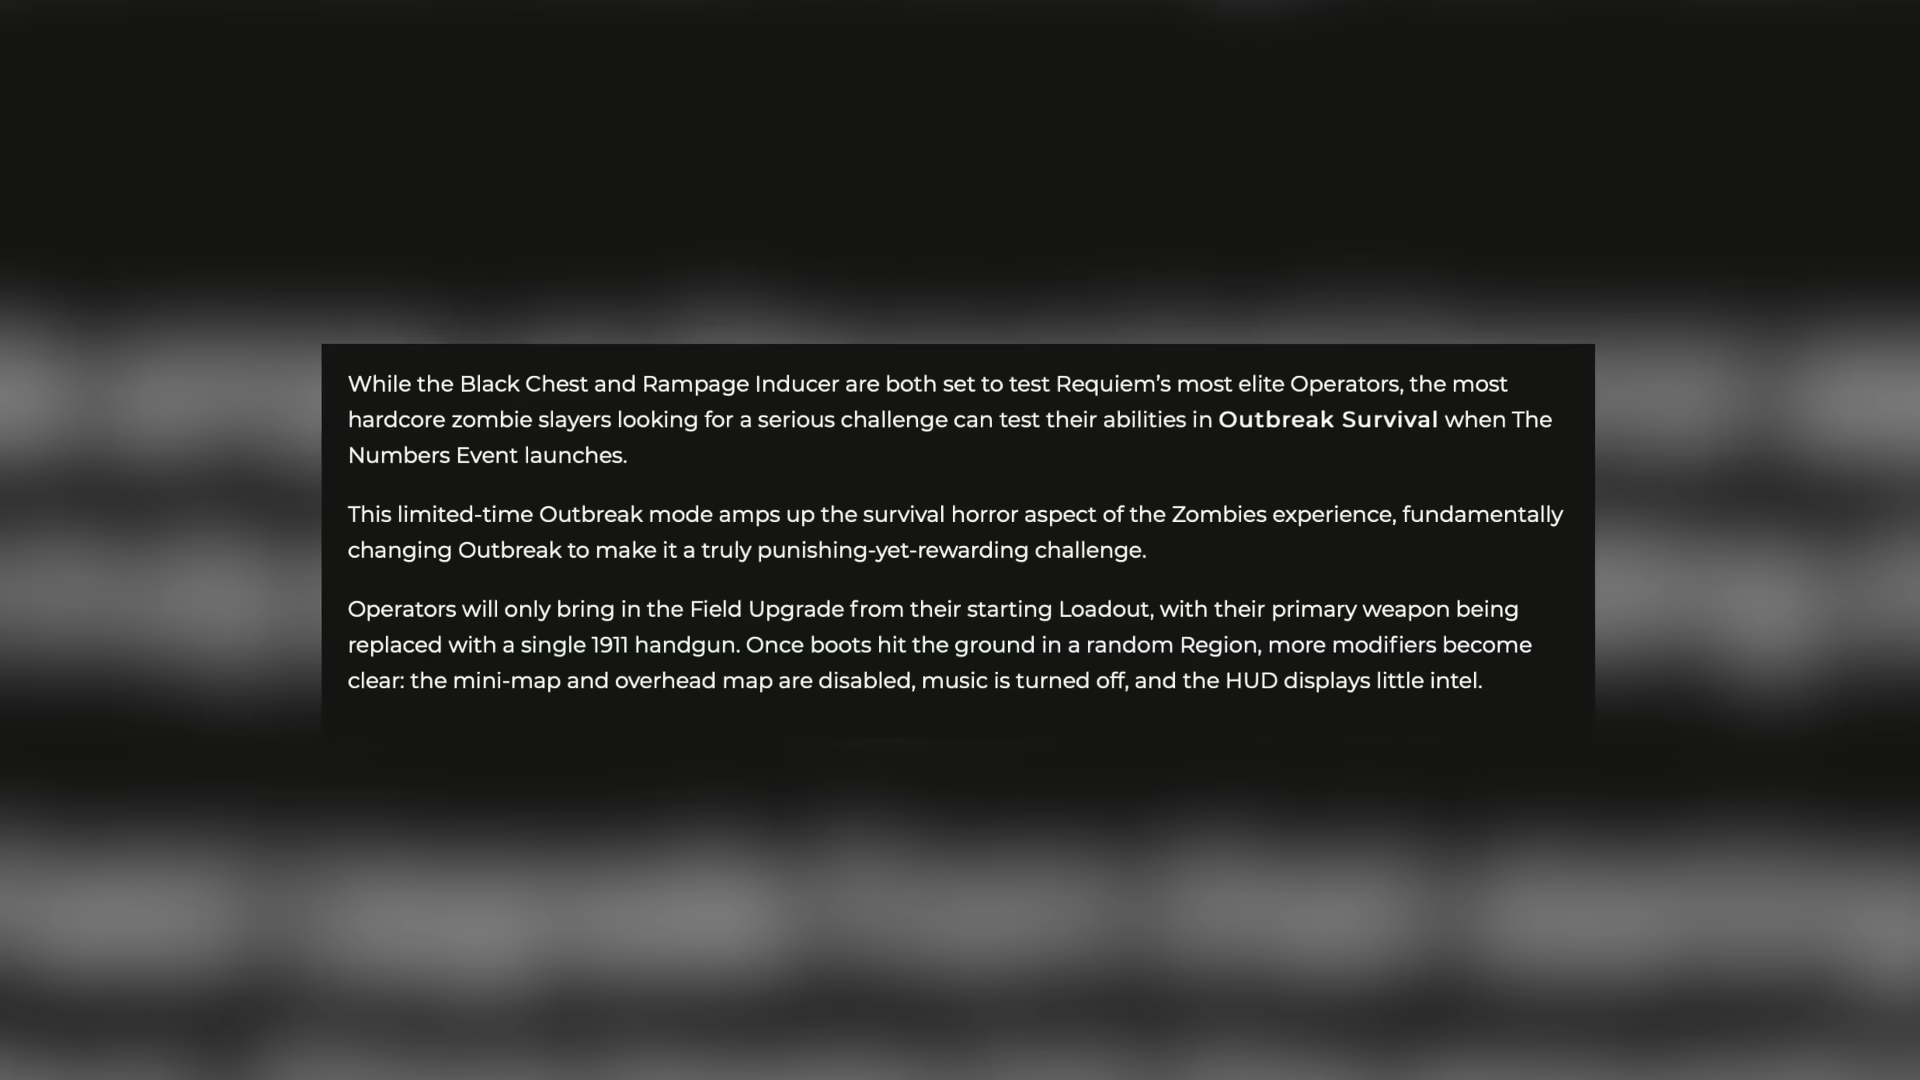 While the Black Chest and Rampage Inducer are both set to test Requiem’s most elite Operators, the most
hardcore zombie slayers looking for a serious challenge can test their abilities in Outbreak Survival when The
Numbers Event launches.
This limited-time Outbreak mode amps up the survival horror aspect of the Zombies experience, fundamentally
changing Outbreak to make it a truly punishing-yet-rewarding challenge.
Operators will only bring in the Field Upgrade from their starting Loadout, with their primary weapon being
replaced with a single 1911 handgun. Once boots hit the ground in a random Region, more modifiers become
clear: the mini-map and overhead map are disabled, music is turned off, and the HUD displays little intel.